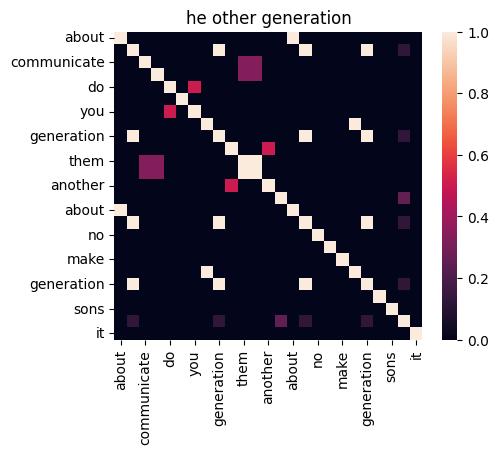 he other generation
about
communicate
do
you
generation
them
another
about
no
make
generation
sons
it
1.0
0.8
0.6
0.4
0.2
0.0
about
communicate
do
you
generation
them
another
about
no
make
generation
sons
it